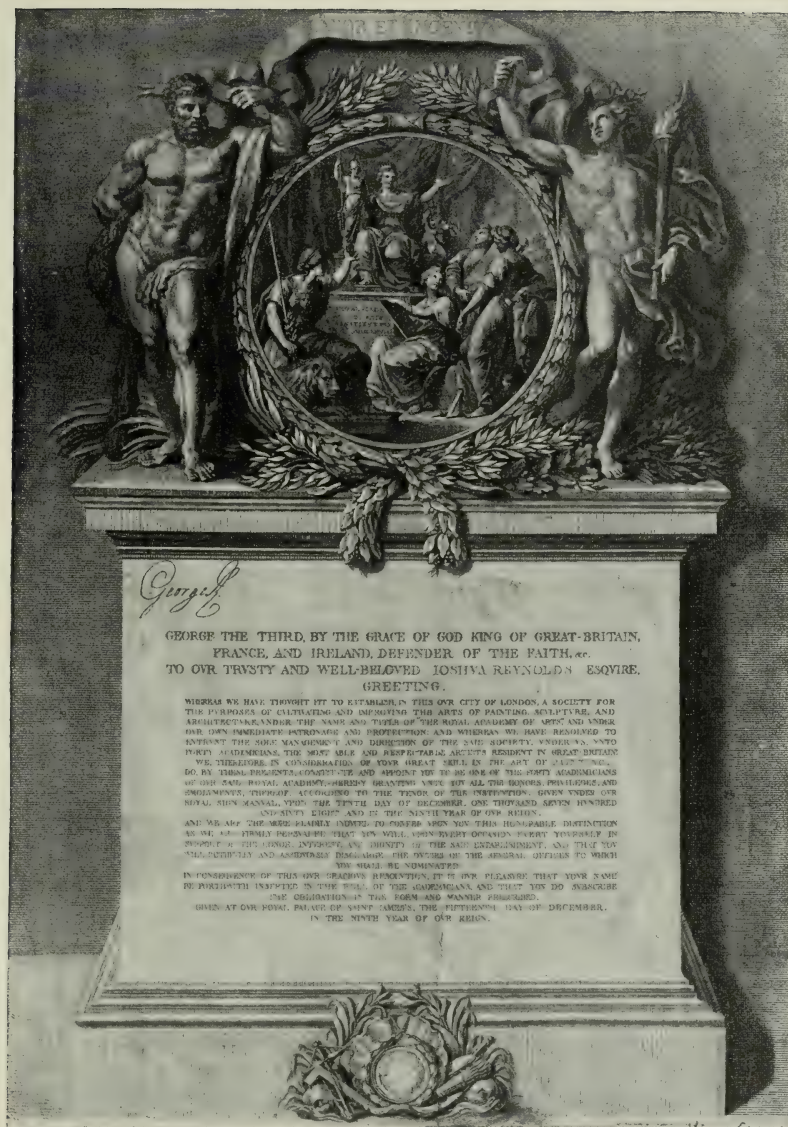 George R
GEORGE THE THIRD, BY THE GRACE OF GOD KING OF GREAT-BRITAIN,
FRANCE, AND IRELAND, DEFENDER OF THE FAITH, &c.
TO OVR TRVSTY AND WELL-BELOVED IOSHVA REYNOLDS ESQVIRE,
GREETING.
WHEREAS WE HAVE THOVGHT FIT TO ESTABLISH, IN THIS OVR CITY OF LONDON, A SOCIETY FOR
THE PVRPOSES OF CVLTIVATING AND IMPROVING THE ARTS OF PAINTING, SCVLPTVRE, AND
ARCHITECTVRE, VNDER THE NAME AND TITLE OF "THE ROYAL ACADEMY OF ARTS", AND VNDER
OVR OWN IMMEDIATE PATRONAGE AND PROTECTION; AND WHEREAS WE HAVE RESOLVED TO
INTRVST THE SOLE MANAGEMENT AND DIRECTION OF THE SAID SOCIETY, VNDER VS, VNTO
FORTY ACADEMICIANS, THE MOST ABLE AND RESPECTABLE ARTISTS RESIDENT IN GREAT BRITAIN:
WE, THEREFORE, IN CONSIDERATION OF YOVR GREAT SKILL IN THE ART OF
DO, BY THESE PRESENTS, CONSTITVTE AND APPOINT YOV TO BE ONE OF THE FORTY ACADEMICIANS
OF OVR SAID ROYAL ACADEMY, HEREBY GRANTING VNTO YOV ALL THE HONORS, PRIVILEGES, AND
EMOLVMENTS, THEREOF, ACCORDING TO THE TENOR OF THE INSTITVTION, GIVEN VNDER OVR
ROYAL SIGN MANVAL, VPON THE TENTH DAY OF DECEMBER, ONE THOVSAND SEVEN HVNDRED
AND SIXTY EIGHT AND IN THE NINTH YEAR OF OVR REIGN.
AND WE ARE THE MORE READILY INDVCED TO CONFER VPON YOV THIS HONORABLE DISTINCTION
AS WE ARE FIRMLY PERSVADED THAT YOV WILL, VPON EVERY OCCASION EXERT YOVRSELF IN
SVPPORT OF THE HONOR, INTEREST, AND DIGNITY OF THE SAID ESTABLISHMENT, AND THAT YOV
WILL FAITHFVLLY AND ASSIDVOVSLY DISCHARGE THE DVTIES OF THE SEVERAL OFFICES TO WHICH
YOV SHALL BE NOMINATED.
IN CONSEQVENCE OF THIS OVR GRACIOVS RESOLVTION, IT IS OVR PLEASVRE THAT YOVR NAME
BE FORTHWITH INSERTED IN THE ROLL OF THE ACADEMICIANS, AND THAT YOV DO SVBSCRIBE
THE OBLIGATION IN THE FORM AND MANNER PRESCRIBED.
GIVEN AT OVR ROYAL PALACE OF SAINT JAMES'S, THE FIFTEENTH DAY OF DECEMBER,
IN THE NINTH YEAR OF OVR REIGN.